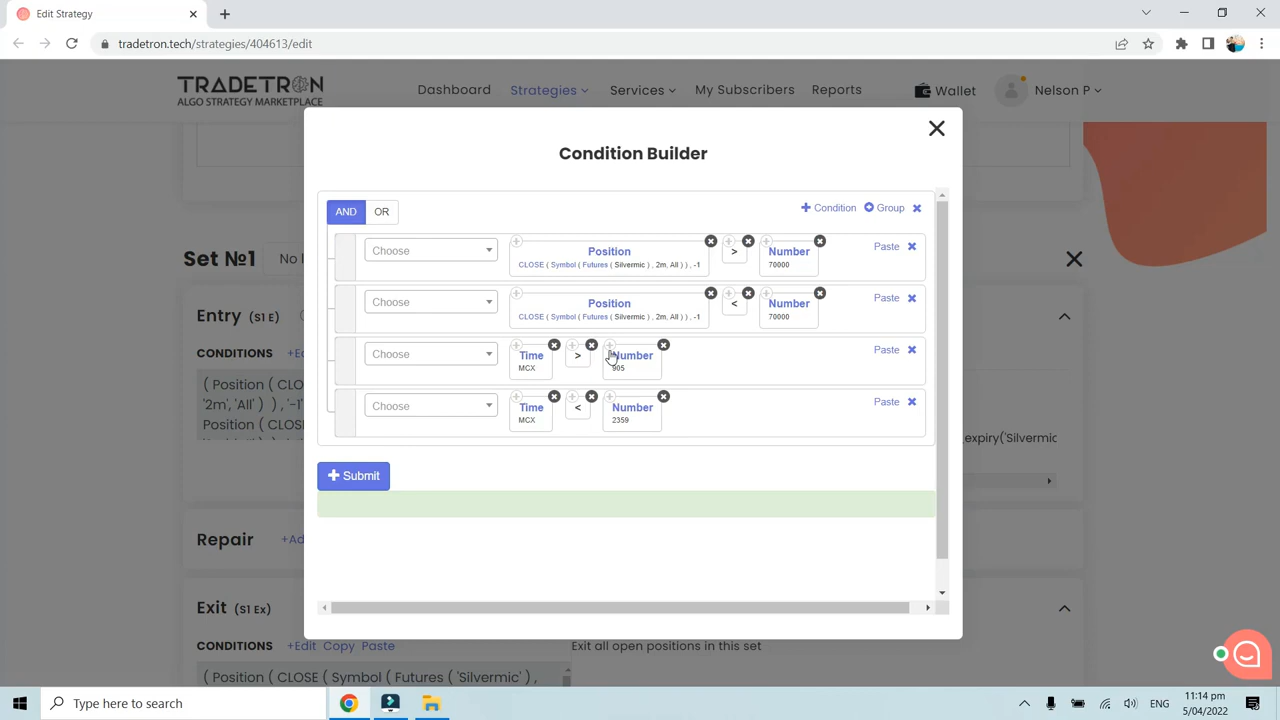 Edit Strategy
tradetron.tech/strategies/404613/edit
TRADETRON
ALGO STRATEGY MARKETPLACE
Dashboard
Strategies
Services
My Subscribers
Reports
Wallet
Nelson P
Condition Builder
AND
OR
Condition
Group
Choose
Position
CLOSE ( Symbol ( Futures ( Silvermic ) , 2m, All ) ) , -1
>
Number
70000
Paste
Choose
Position
CLOSE ( Symbol ( Futures ( Silvermic ) , 2m, All ) ) , -1
<
Number
70000
Paste
Choose
Time
MCX
>
Number
905
Paste
Choose
Time
MCX
<
Number
2359
Paste
+ Submit
Set №1
Entry (S1 E)
CONDITIONS
( Position ( CLOSE
'2m', 'All' ) ) , '-1'
Position ( CLOSE
_expiry('Silvermic
Repair
Exit (S1 Ex)
CONDITIONS +Edit Copy Paste
Exit all open positions in this set
( Position ( CLOSE ( Symbol ( Futures ( 'Silvermic' ) ,
Type here to search
ENG
11:14 pm
5/04/2022